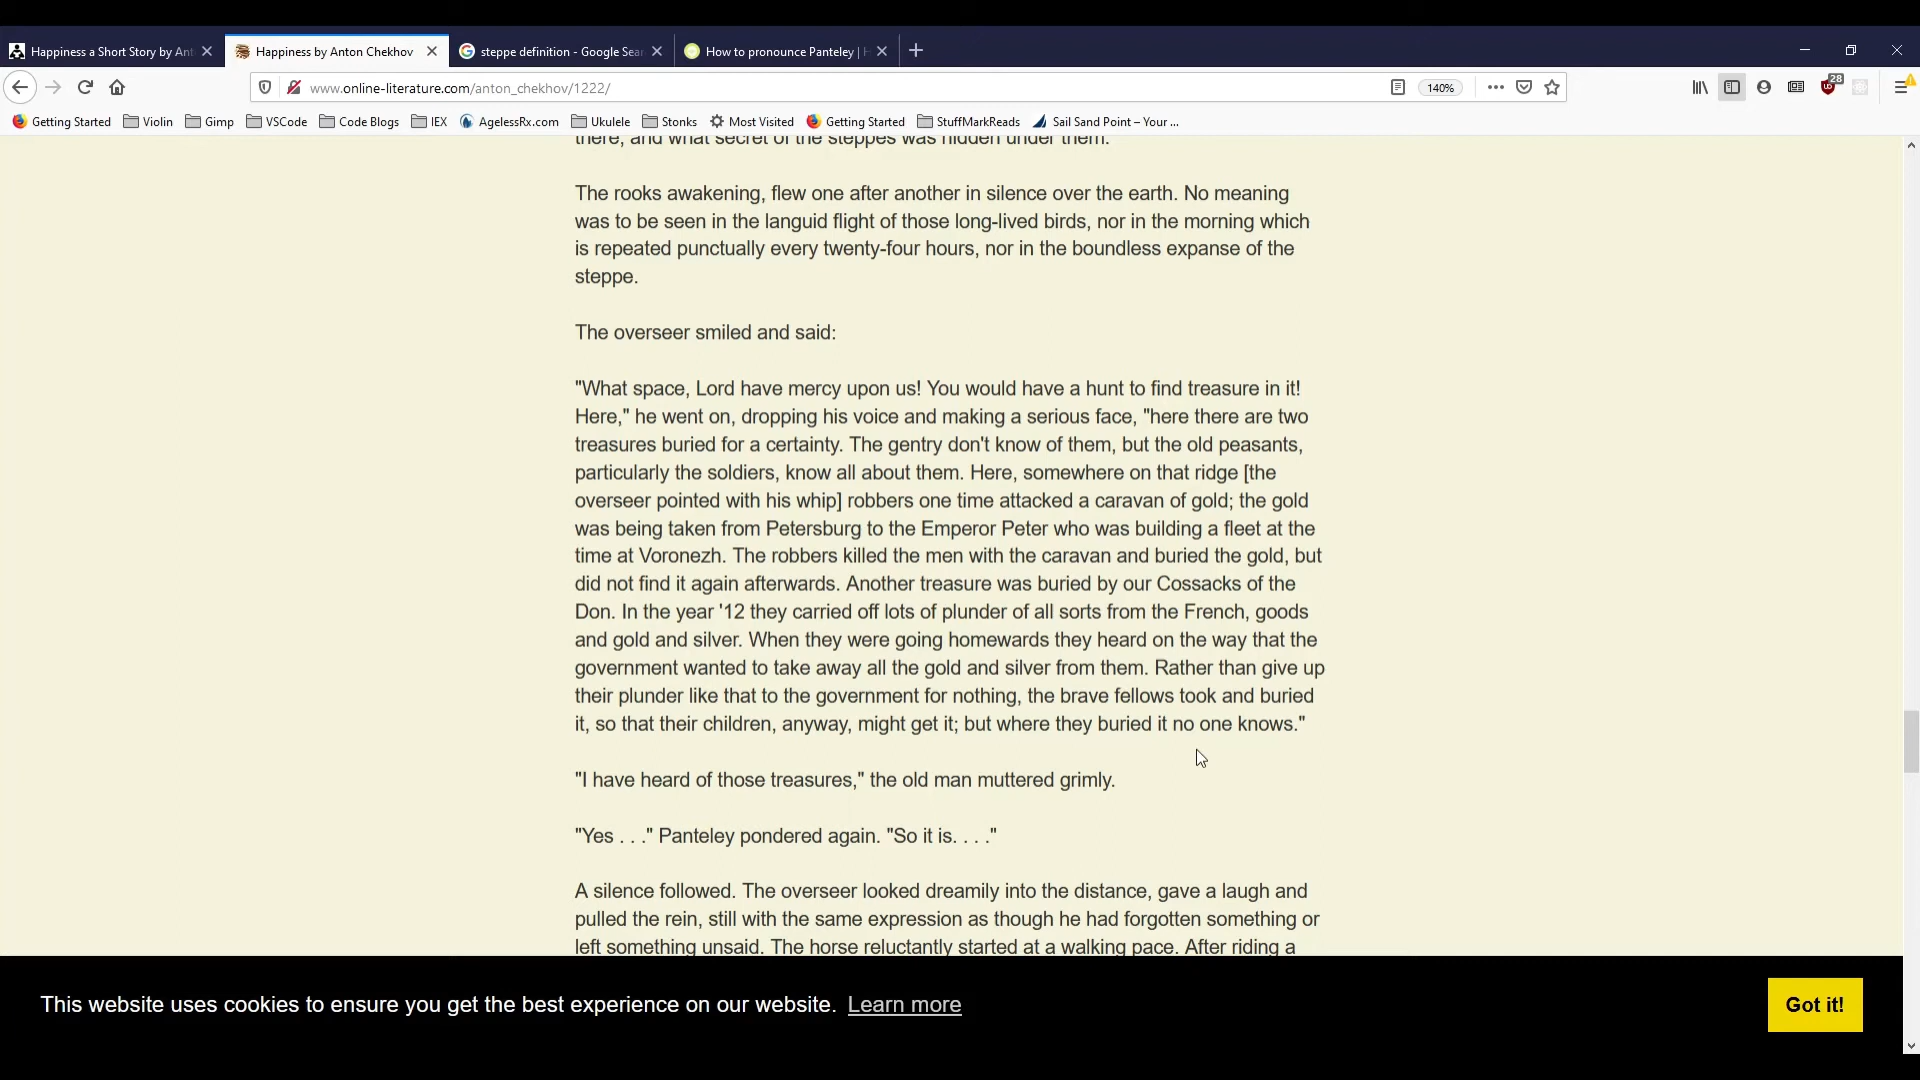 Happiness a Short Story by Ant
Happiness by Anton Chekhov
steppe definition - Google Sear
How to pronounce Panteley | H
www.online-literature.com/anton_chekhov/1222/
140%
28
Getting Started
Violin
Gimp
VSCode
Code Blogs
IEX
AgelessRx.com
Ukulele
Stonks
Most Visited
Getting Started
StuffMarkReads
Sail Sand Point – Your ...
there, and what secret of the steppes was hidden under them.
The rooks awakening, flew one after another in silence over the earth. No meaning
was to be seen in the languid flight of those long-lived birds, nor in the morning which
is repeated punctually every twenty-four hours, nor in the boundless expanse of the
steppe.
The overseer smiled and said:
"What space, Lord have mercy upon us! You would have a hunt to find treasure in it!
Here," he went on, dropping his voice and making a serious face, "here there are two
treasures buried for a certainty. The gentry don't know of them, but the old peasants,
particularly the soldiers, know all about them. Here, somewhere on that ridge [the
overseer pointed with his whip] robbers one time attacked a caravan of gold; the gold
was being taken from Petersburg to the Emperor Peter who was building a fleet at the
time at Voronezh. The robbers killed the men with the caravan and buried the gold, but
did not find it again afterwards. Another treasure was buried by our Cossacks of the
Don. In the year '12 they carried off lots of plunder of all sorts from the French, goods
and gold and silver. When they were going homewards they heard on the way that the
government wanted to take away all the gold and silver from them. Rather than give up
their plunder like that to the government for nothing, the brave fellows took and buried
it, so that their children, anyway, might get it; but where they buried it no one knows."
"I have heard of those treasures," the old man muttered grimly.
"Yes . . ." Panteley pondered again. "So it is. . . ."
A silence followed. The overseer looked dreamily into the distance, gave a laugh and
pulled the rein, still with the same expression as though he had forgotten something or
left something unsaid. The horse reluctantly started at a walking pace. After riding a
This website uses cookies to ensure you get the best experience on our website. Learn more
Got it!